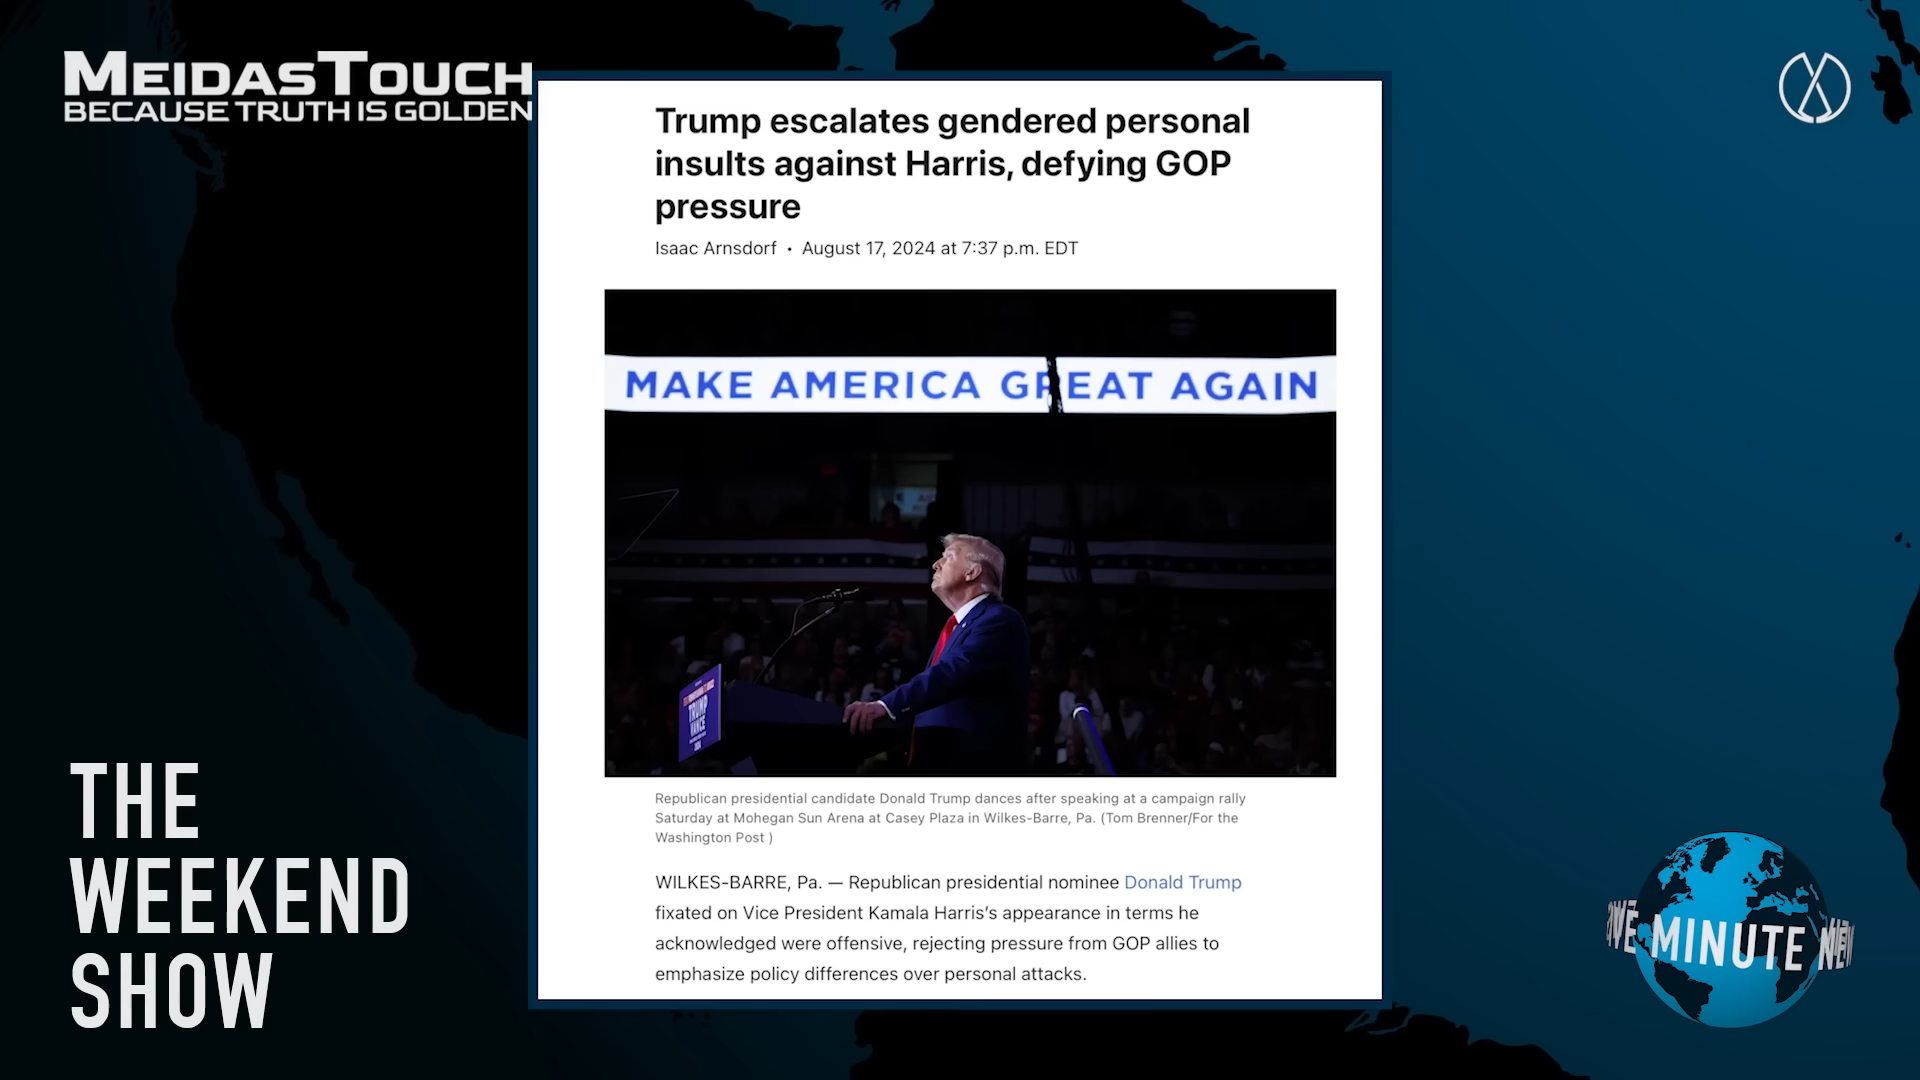 MEIDASTOUCH
BECAUSE TRUTH IS GOLDEN
Trump escalates gendered personal
insults against Harris, defying GOP
pressure
Isaac Arnsdorf • August 17, 2024 at 7:37 p.m. EDT
MAKE AMERICA GREAT AGAIN
TRUMP
VANCE
Republican presidential candidate Donald Trump dances after speaking at a campaign rally
Saturday at Mohegan Sun Arena at Casey Plaza in Wilkes-Barre, Pa. (Tom Brenner/For the
Washington Post )
WILKES-BARRE, Pa. — Republican presidential nominee Donald Trump
fixated on Vice President Kamala Harris’s appearance in terms he
acknowledged were offensive, rejecting pressure from GOP allies to
emphasize policy differences over personal attacks.
THE
WEEKEND
SHOW
MINUTE